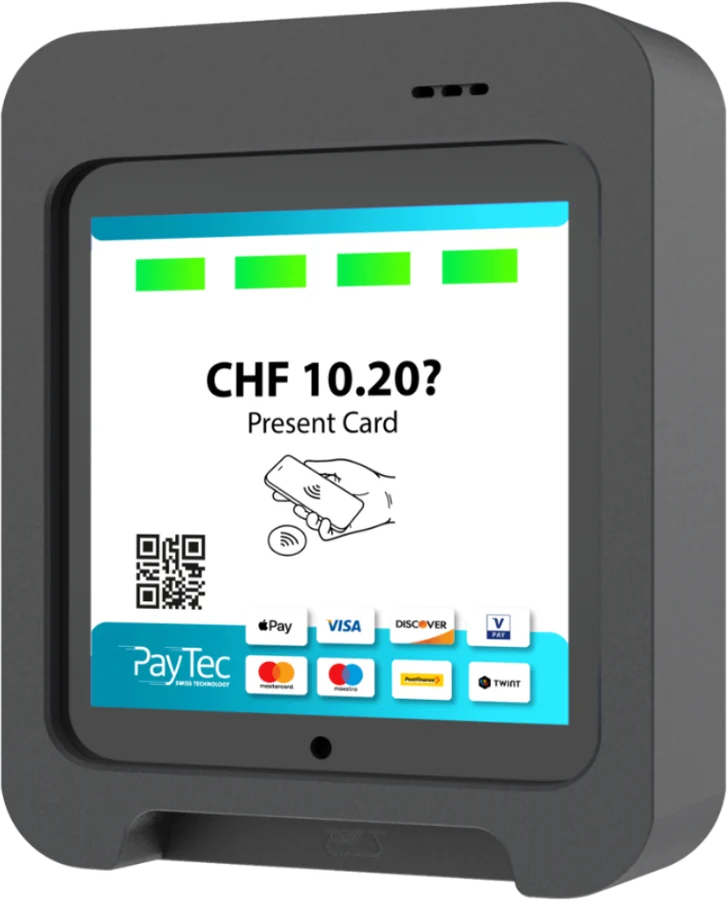 CHF 10.20?
Present Card
Pay
VISA
DISCOVER
V
PAY
PayTec
SWISS TECHNOLOGY
mastercard.
maestro
PostFinance
TWINT